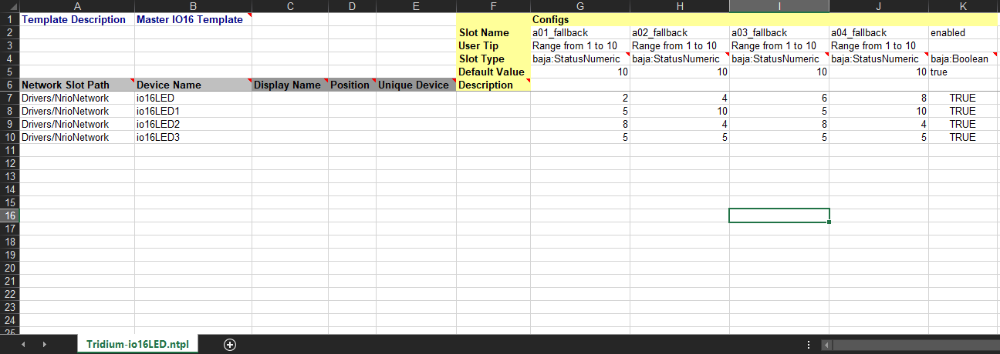 A B C D E F G H I J K
1 Template Description Master IO16 Template Configs
2 Slot Name a01_fallback a02_fallback a03_fallback a04_fallback enabled
3 User Tip Range from 1 to 10 Range from 1 to 10 Range from 1 to 10 Range from 1 to 10
4 Slot Type baja:StatusNumeric baja:StatusNumeric baja:StatusNumeric baja:StatusNumeric baja:Boolean
5 Default Value 10 10 10 10 true
6 Network Slot Path Device Name Display Name Position Unique Device Description
7 Drivers/NrioNetwork io16LED 2 4 6 8 TRUE
8 Drivers/NrioNetwork io16LED1 5 10 5 10 TRUE
9 Drivers/NrioNetwork io16LED2 8 4 8 4 TRUE
10 Drivers/NrioNetwork io16LED3 5 5 5 5 TRUE
11
12
13
14
15
16
17
18
19
20
21
22
23
24
25
Tridium-io16LED.ntpl